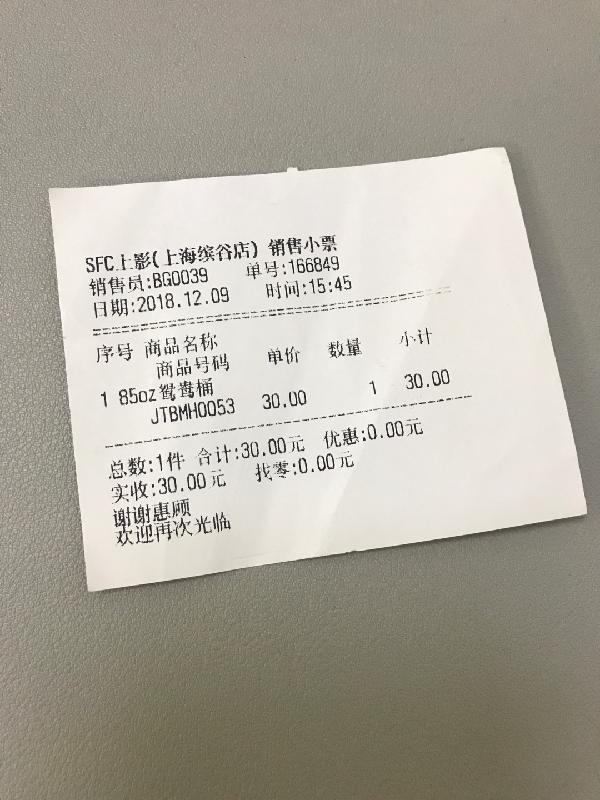 SFC上影(上海缤谷店) 销售小票
销售员:BG0039 单号:166849
日期:2018.12.09 时间:15:45
序号 商品名称 单价 数量 小计
商品号码
1 85oz鸳鸯桶
JTBMH0053 30.00 1 30.00
总数:1件 合计:30.00元 优惠:0.00元
实收:30.00元 找零:0.00元
谢谢惠顾
欢迎再次光临